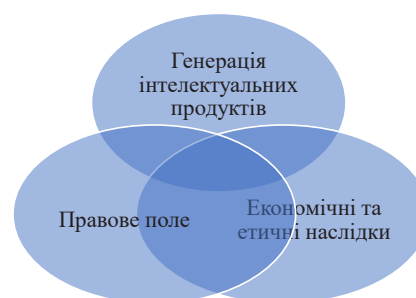 Генерація
інтелектуальних
продуктів
Правове поле
Економічні та
етичні наслідки